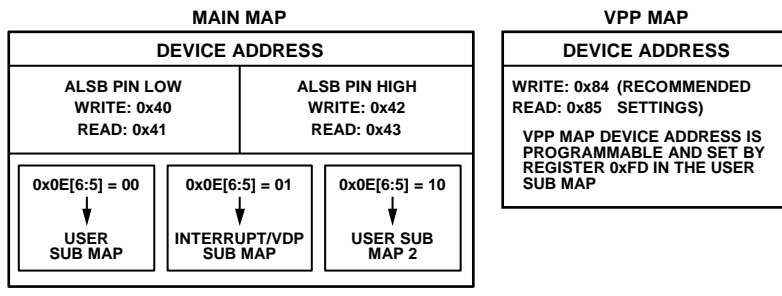 MAIN MAP
DEVICE ADDRESS
ALSB PIN LOW
WRITE: 0x40
READ: 0x41
ALSB PIN HIGH
WRITE: 0x42
READ: 0x43
0x0E[6:5] = 00
USER
SUB MAP
0x0E[6:5] = 01
INTERRUPT/VDP
SUB MAP
0x0E[6:5] = 10
USER SUB
MAP 2
VPP MAP
DEVICE ADDRESS
WRITE: 0x84 (RECOMMENDED
READ: 0x85 SETTINGS)
VPP MAP DEVICE ADDRESS IS
PROGRAMMABLE AND SET BY
REGISTER 0xFD IN THE USER
SUB MAP